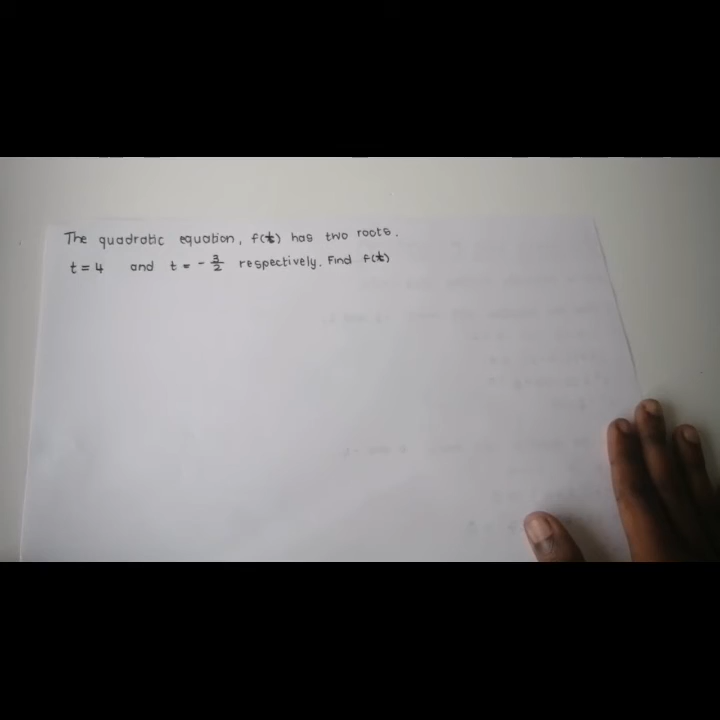 The quadratic equation, f(t) has two roots.
t = 4 and t = - 3/2 respectively. Find f(t)